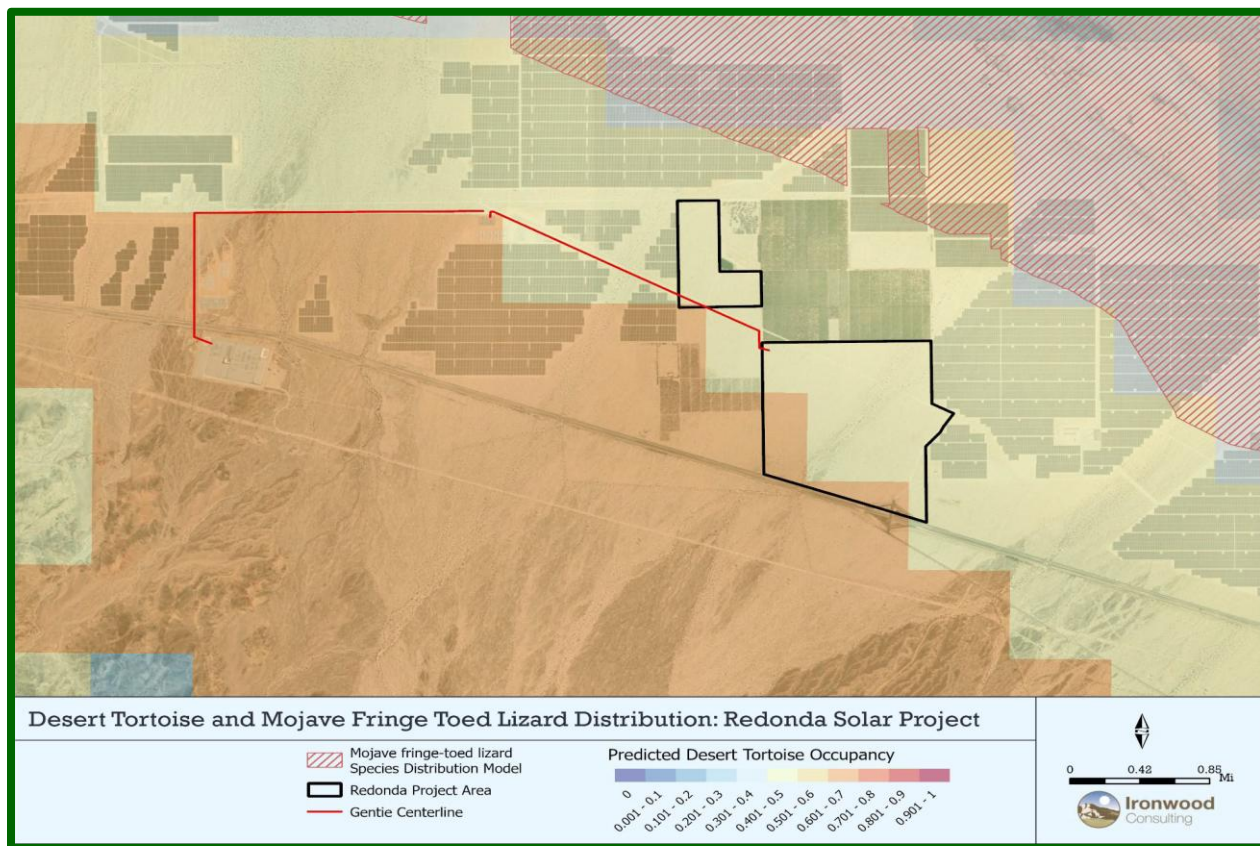 Desert Tortoise and Mojave Fringe Toed Lizard Distribution: Redonda Solar Project
Mojave fringe-toed lizard
Species Distribution Model
Redonda Project Area
Gentie Centerline
Predicted Desert Tortoise Occupancy
0
0.001 - 0.1
0.101 - 0.2
0.201 - 0.3
0.301 - 0.4
0.401 - 0.5
0.501 - 0.6
0.601 - 0.7
0.701 - 0.8
0.801 - 0.9
0.901 - 1
0 0.42 0.85
Mi
Ironwood
Consulting